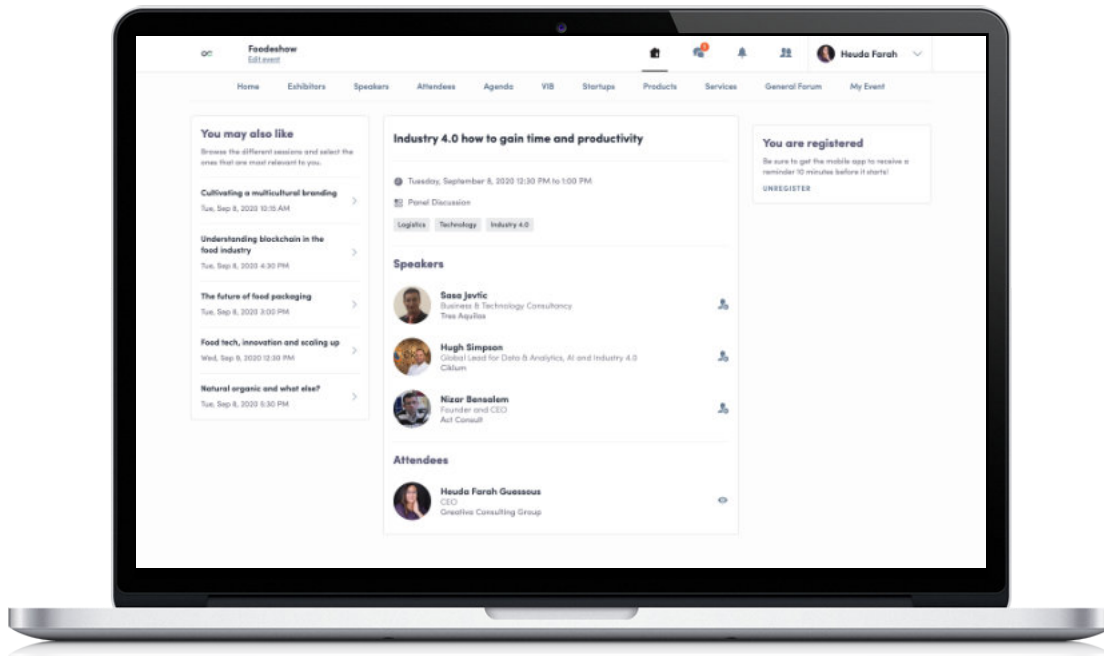 Foodeshow
Edit event
1
Heuda Farah
Home Exhibitors Speakers Attendees Agenda VIB Startups Products Services General Forum My Event
You may also like
Browse the different sessions and select the
ones that are most relevant to you.
Cultivating a multicultural branding
Tue, Sep 8, 2020 10:15 AM
Understanding blockchain in the
food industry
Tue, Sep 8, 2020 4:30 PM
The future of food packaging
Tue, Sep 8, 2020 3:00 PM
Food tech, innovation and scaling up
Wed, Sep 9, 2020 12:30 PM
Natural organic and what else?
Tue, Sep 8, 2020 5:30 PM
Industry 4.0 how to gain time and productivity
Tuesday, September 8, 2020 12:30 PM to 1:00 PM
Panel Discussion
Logistics Technology Industry 4.0
Speakers
Sasa Jevtic
Business & Technology Consultancy
Tres Aquilas
Hugh Simpson
Global Lead for Data & Analytics, AI and Industry 4.0
Ciklum
Nizar Bensalem
Founder and CEO
Act Consult
Attendees
Heuda Farah Guessous
CEO
Greative Consulting Group
You are registered
Be sure to get the mobile app to receive a
reminder 10 minutes before it starts!
UNREGISTER